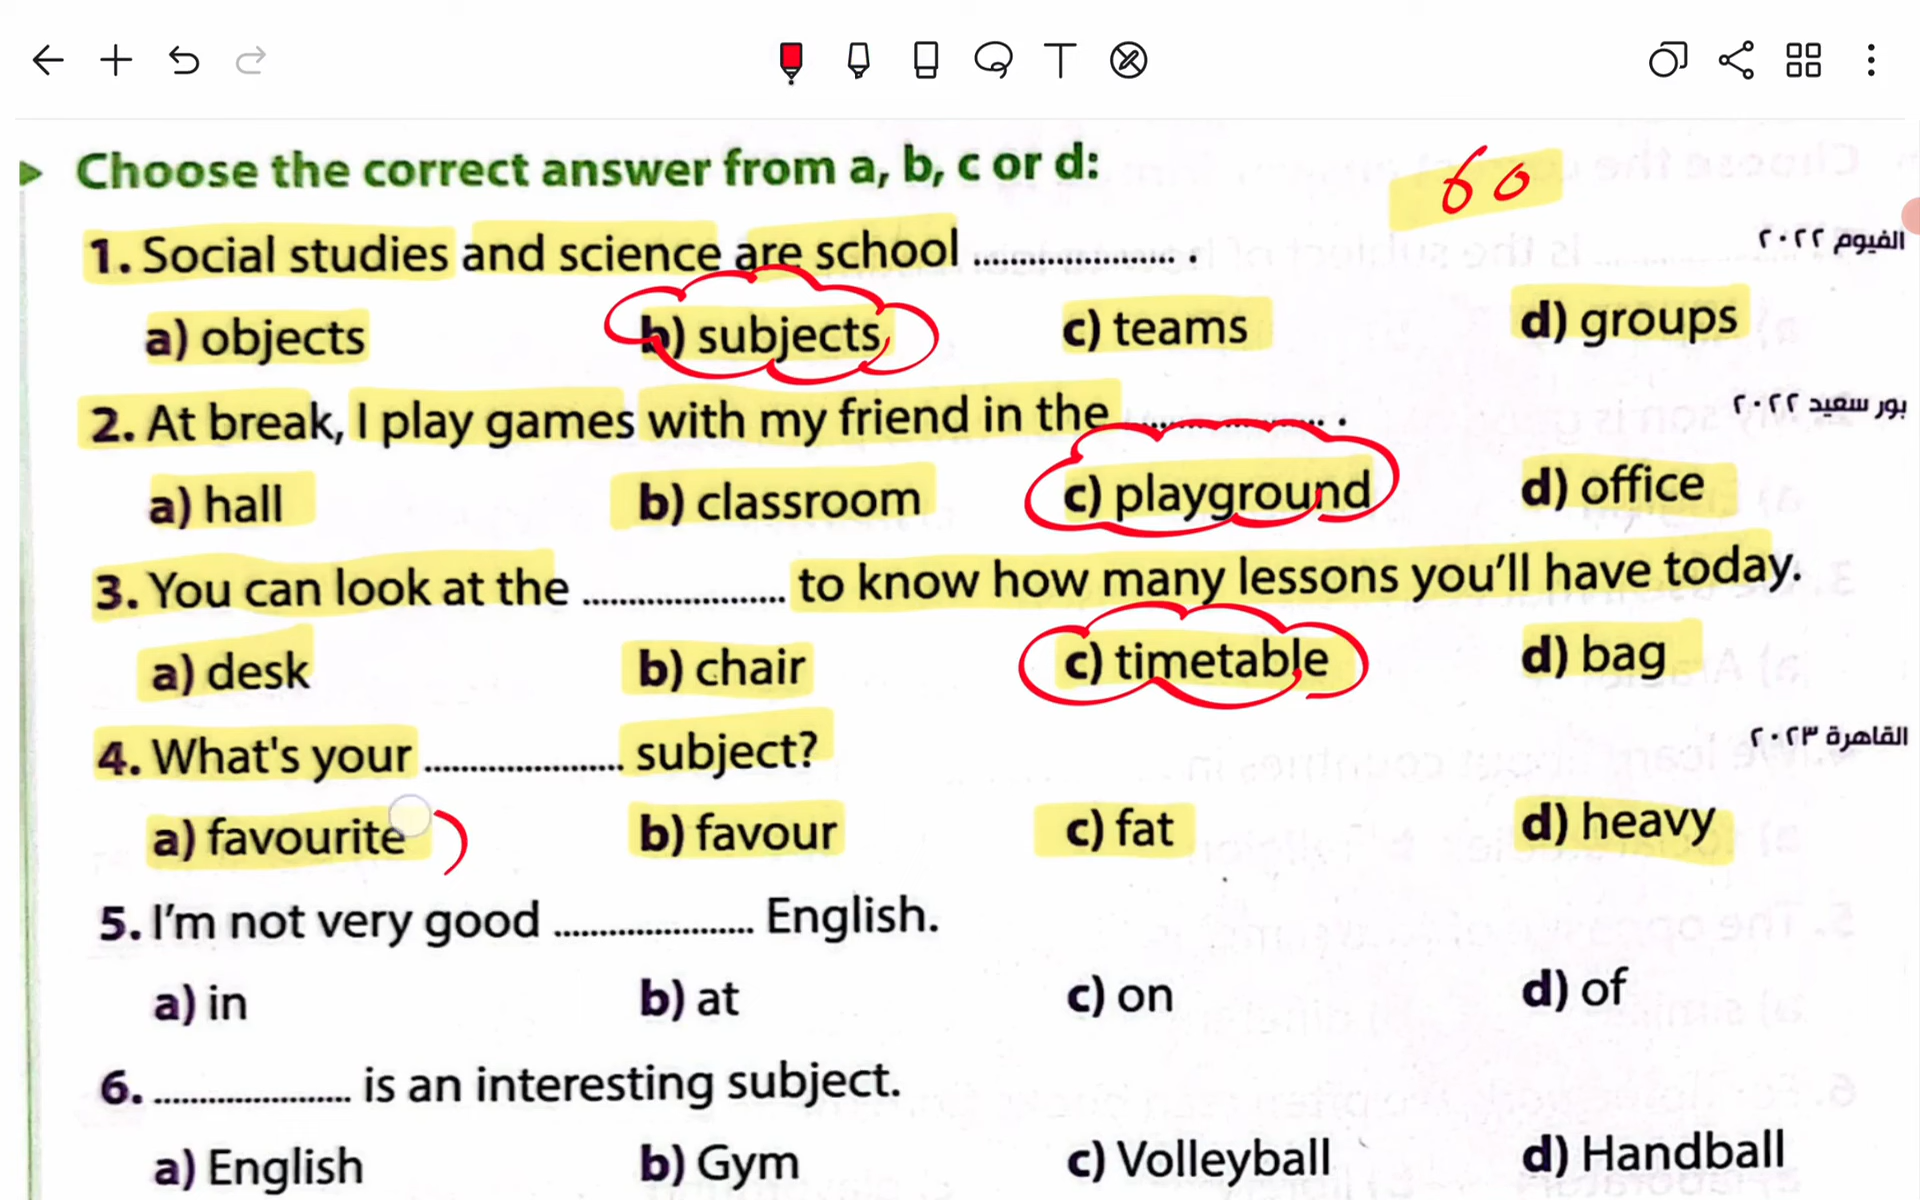 Choose the correct answer from a, b, c or d:
60
1. Social studies and science are school .................... .
الفيوم ٢٠٢٢
a) objects b) subjects c) teams d) groups
2. At break, I play games with my friend in the .................... .
بور سعيد ٢٠٢٢
a) hall b) classroom c) playground d) office
3. You can look at the .................... to know how many lessons you'll have today.
a) desk b) chair c) timetable d) bag
4. What's your .................... subject?
القاهرة ٢٠٢٣
a) favourite b) favour c) fat d) heavy
5. I'm not very good .................... English.
a) in b) at c) on d) of
6. .................... is an interesting subject.
a) English b) Gym c) Volleyball d) Handball